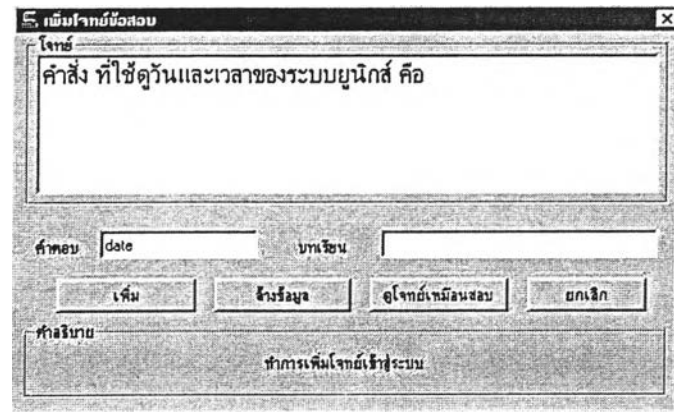 เพิ่มโจทย์ข้อสอบ
โจทย์
คำสั่ง ที่ใช้ดูวันและเวลาของระบบยูนิกส์ คือ
คำตอบ date บทเรียน
เพิ่ม ล้างข้อมูล ดูโจทย์เหมือนสอบ ยกเลิก
คำอธิบาย
ทำการเพิ่มโจทย์เข้าสู่ระบบ